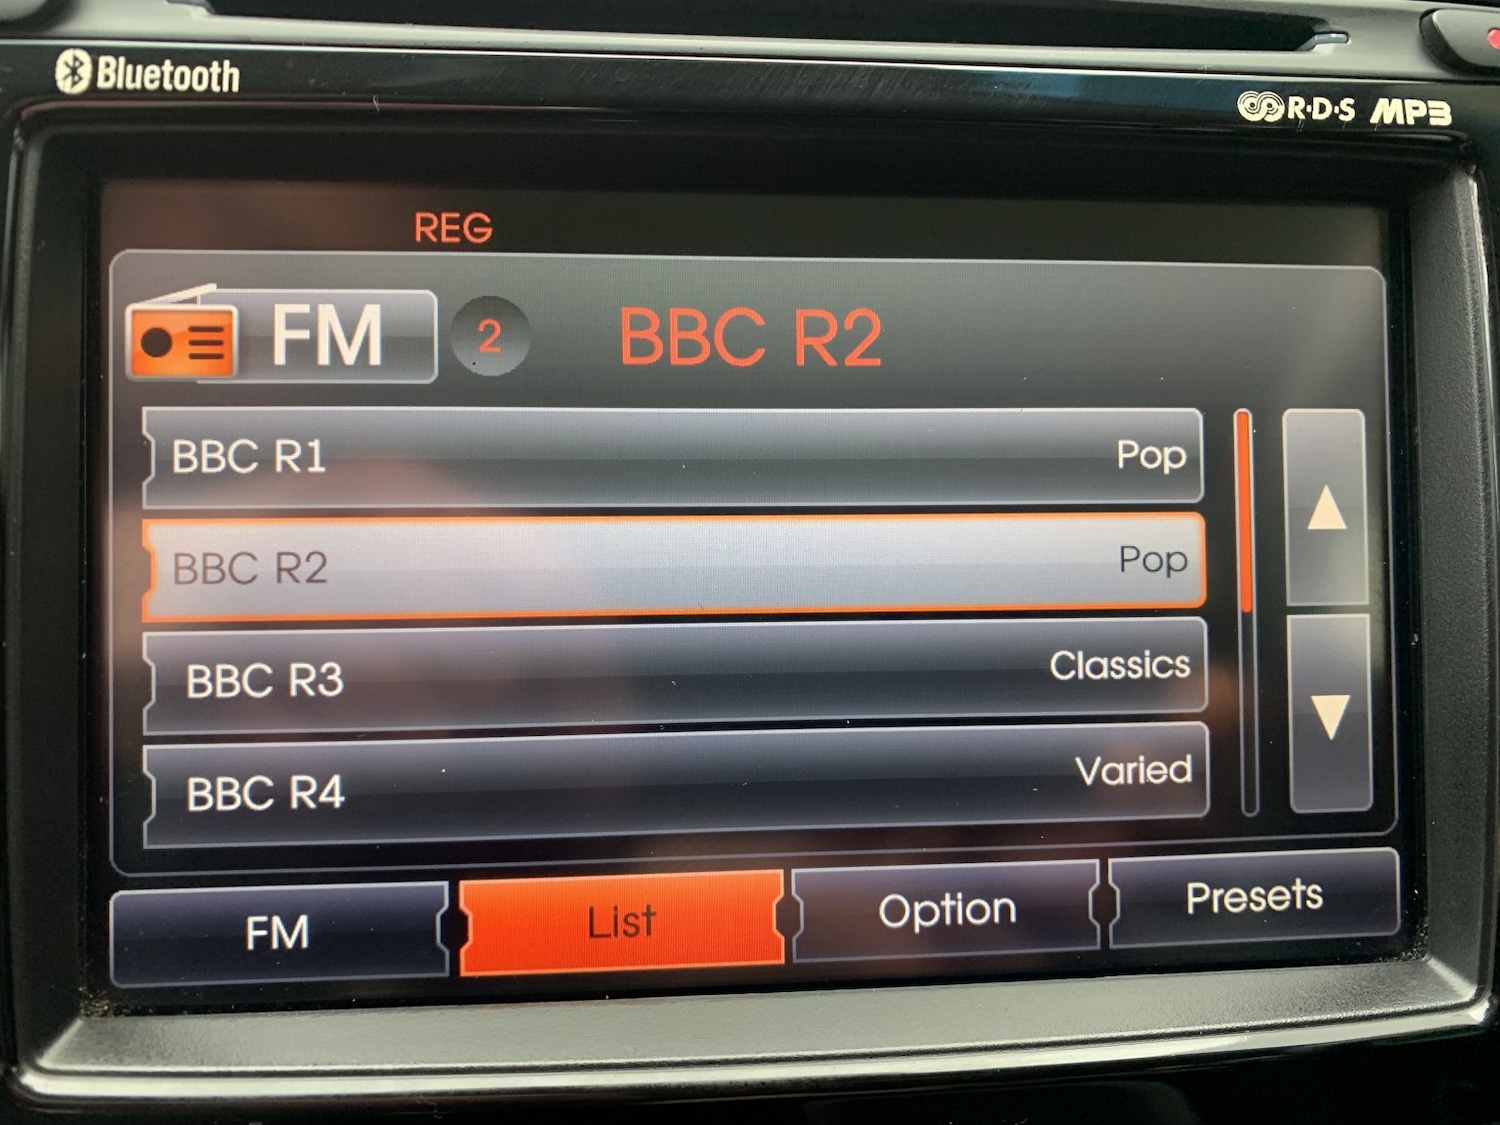 Bluetooth
R·D·S MP3
REG
FM 2 BBC R2
BBC R1 Pop
BBC R2 Pop
BBC R3 Classics
BBC R4 Varied
FM List Option Presets